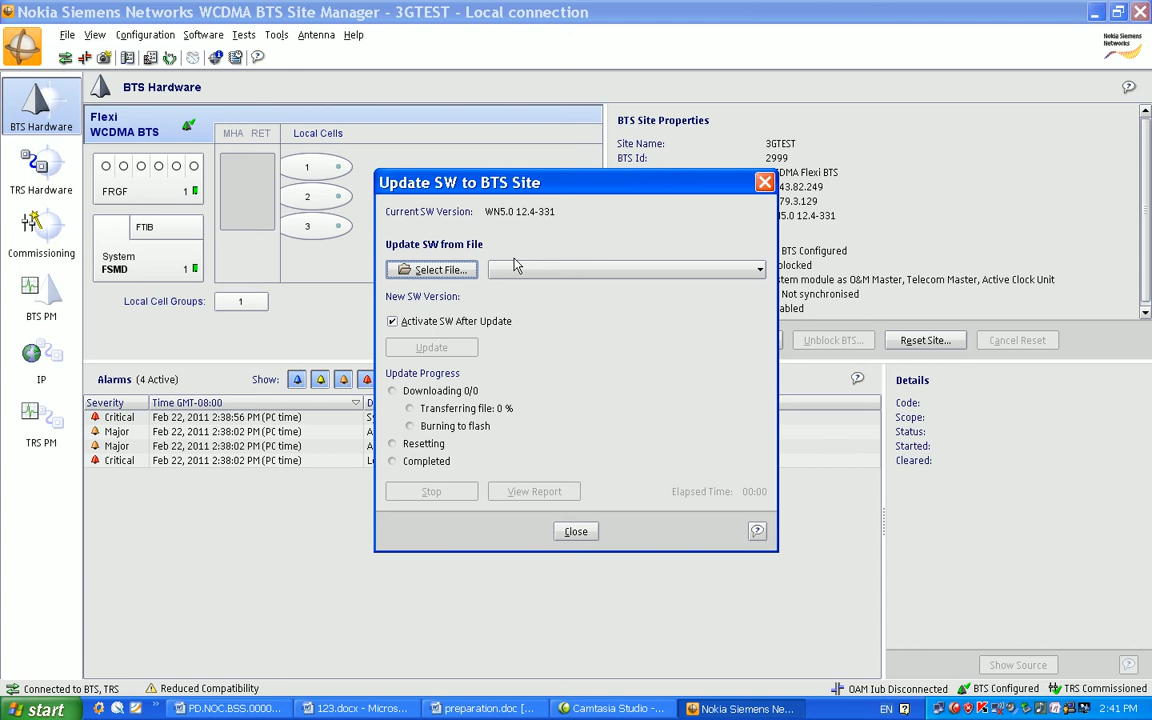 Nokia Siemens Networks WCDMA BTS Site Manager - 3GTEST - Local connection
File View Configuration Software Tests Tools Antenna Help
Nokia Siemens
Networks
BTS Hardware
BTS Hardware
TRS Hardware
Commissioning
BTS PM
IP
TRS PM
Flexi
WCDMA BTS
MHA RET Local Cells
1
2
3
FRGF 1
FTIB
System
FSMD 1
Local Cell Groups: 1
BTS Site Properties
Site Name: 3GTEST
BTS Id: 2999
DMA Flexi BTS
43.82.249
79.3.129
5.0 12.4-331
BTS Configured
blocked
tem module as O&M Master, Telecom Master, Active Clock Unit
Not synchronised
abled
Unblock BTS... Reset Site... Cancel Reset
Update SW to BTS Site
Current SW Version: WN5.0 12.4-331
Update SW from File
Select File...
New SW Version:
Activate SW After Update
Update
Update Progress
Downloading 0/0
Transferring file: 0 %
Burning to flash
Resetting
Completed
Stop View Report Elapsed Time: 00:00
Close
Alarms (4 Active) Show:
Severity Time GMT-08:00 D
Critical Feb 22, 2011 2:38:56 PM (PC time) S
Major Feb 22, 2011 2:38:02 PM (PC time) A
Major Feb 22, 2011 2:38:02 PM (PC time) A
Critical Feb 22, 2011 2:38:02 PM (PC time) L
Details
Code:
Scope:
Status:
Started:
Cleared:
Show Source
Connected to BTS, TRS Reduced Compatibility OAM Iub Disconnected BTS Configured TRS Commissioned
start PD.NOC.BSS.0000... 123.docx - Micros... preparation.doc [... Camtasia Studio -... Nokia Siemens Ne... EN 2:41 PM